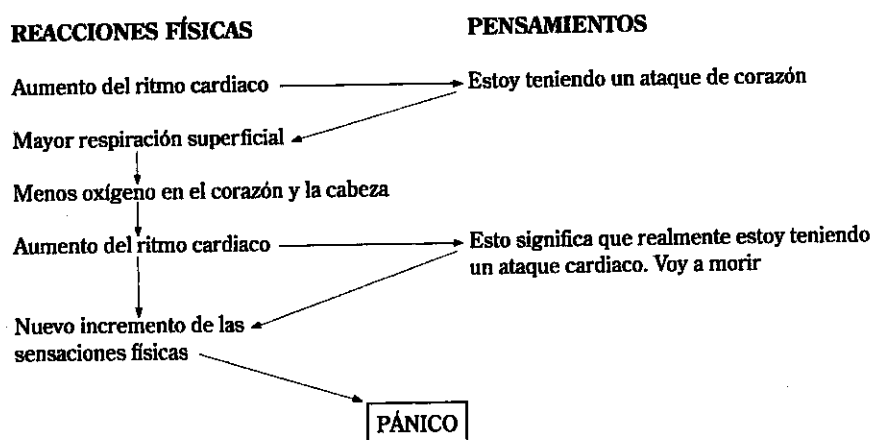 REACCIONES FÍSICAS
PENSAMIENTOS
Aumento del ritmo cardiaco
Estoy teniendo un ataque de corazón
Mayor respiración superficial
Menos oxígeno en el corazón y la cabeza
Aumento del ritmo cardiaco
Esto significa que realmente estoy teniendo
un ataque cardiaco. Voy a morir
Nuevo incremento de las
sensaciones físicas
PÁNICO